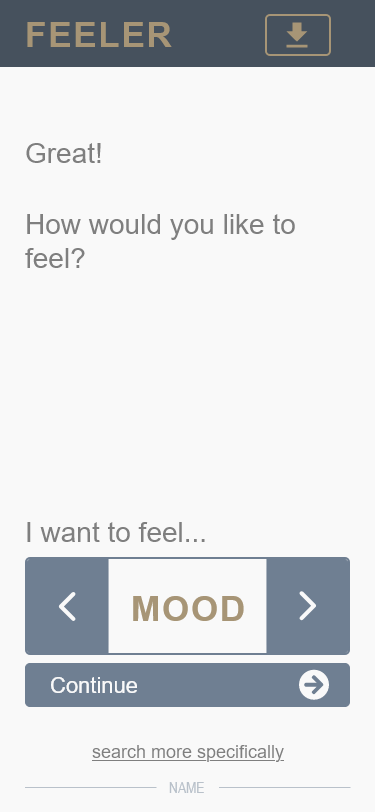 FEELER
Great!
How would you like to
feel?
I want to feel...
MOOD
Continue
search more specifically
NAME